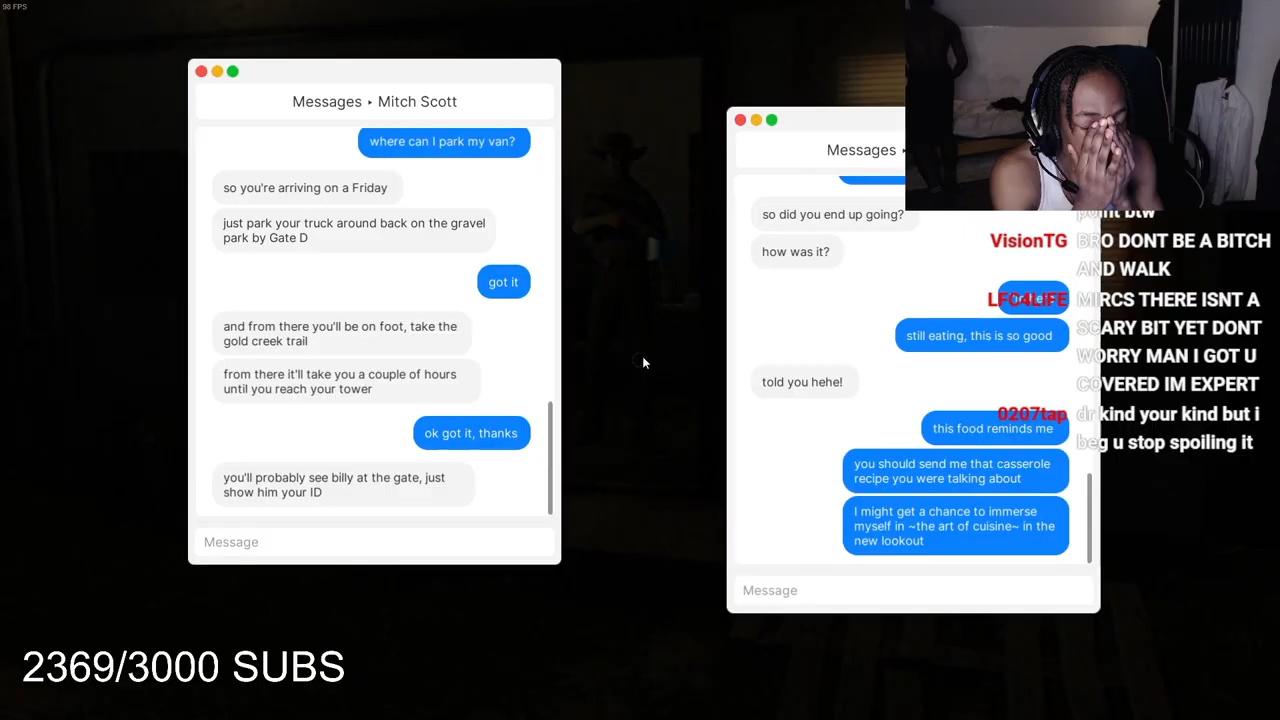 98 FPS
Messages ▸ Mitch Scott
where can I park my van?
so you're arriving on a Friday
just park your truck around back on the gravel
park by Gate D
got it
and from there you'll be on foot, take the
gold creek trail
from there it'll take you a couple of hours
until you reach your tower
ok got it, thanks
you'll probably see billy at the gate, just
show him your ID
Message
Messages ▸
so did you end up going?
how was it?
still eating, this is so good
told you hehe!
this food reminds me
you should send me that casserole
recipe you were talking about
I might get a chance to immerse
myself in ~the art of cuisine~ in the
new lookout
Message
point btw
VisionTG BRO DONT BE A BITCH
AND WALK
LFC4LIFE MIRCS THERE ISNT A
SCARY BIT YET DONT
WORRY MAN I GOT U
COVERED IM EXPERT
0207tap dr kind your kind but i
beg u stop spoiling it
2369/3000 SUBS